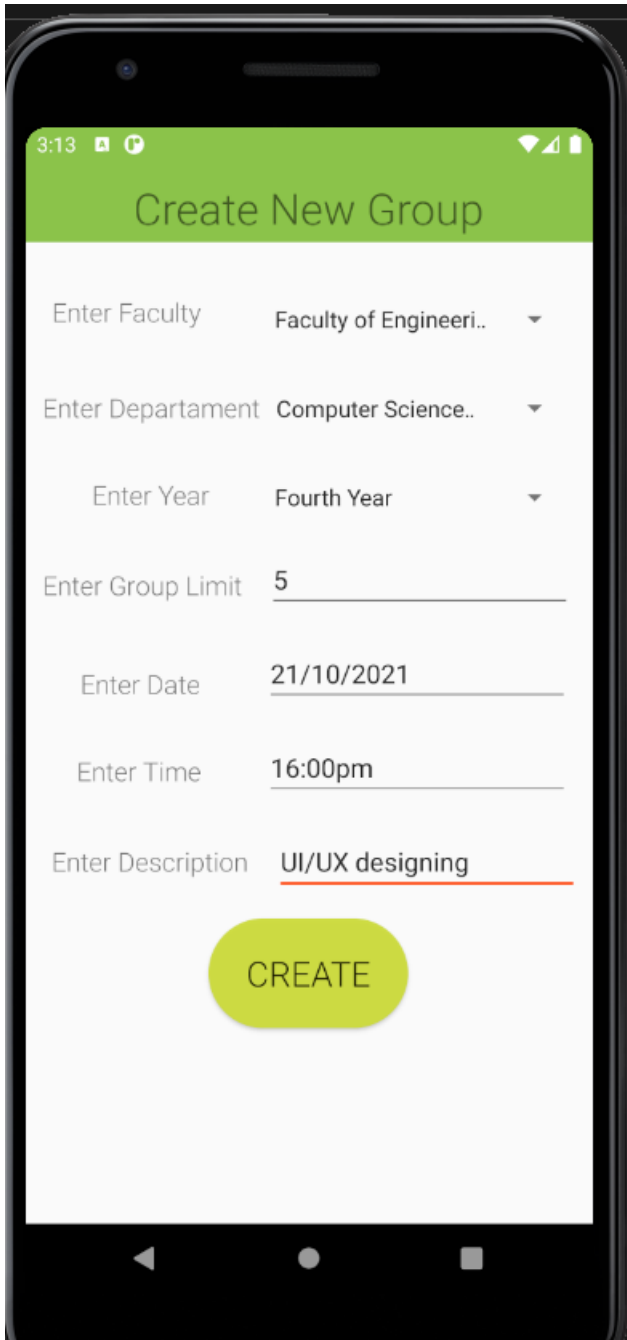 3:13
Create New Group
Enter Faculty Faculty of Engineeri..
Enter Departament Computer Science..
Enter Year Fourth Year
Enter Group Limit 5
Enter Date 21/10/2021
Enter Time 16:00pm
Enter Description UI/UX designing
CREATE